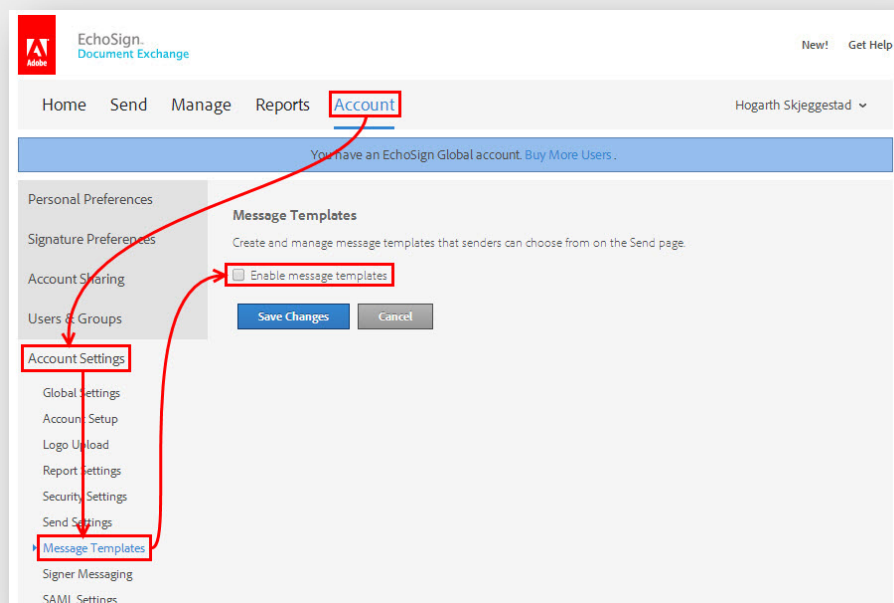 EchoSign.
Document Exchange
Adobe
New! Get Help
Home Send Manage Reports Account
Hogarth Skjeggestad
You have an EchoSign Global account. Buy More Users .
Personal Preferences
Signature Preferences
Account Sharing
Users & Groups
Account Settings
Global Settings
Account Setup
Logo Upload
Report Settings
Security Settings
Send Settings
Message Templates
Signer Messaging
SAML Settings
Message Templates
Create and manage message templates that senders can choose from on the Send page.
Enable message templates
Save Changes Cancel